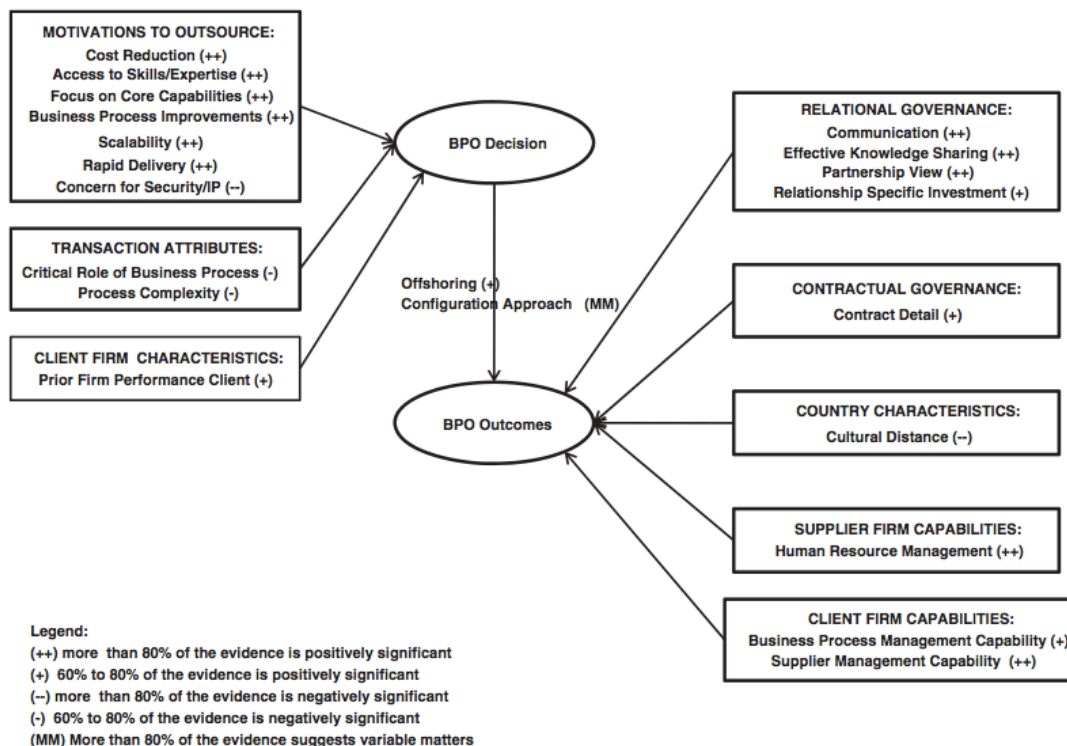 MOTIVATIONS TO OUTSOURCE:
Cost Reduction (++)
Access to Skills/Expertise (++)
Focus on Core Capabilities (++)
Business Process Improvements (++)
Scalability (++)
Rapid Delivery (++)
Concern for Security/IP (--)
TRANSACTION ATTRIBUTES:
Critical Role of Business Process (-)
Process Complexity (-)
CLIENT FIRM CHARACTERISTICS:
Prior Firm Performance Client (+)
BPO Decision
Offshoring (+)
Configuration Approach (MM)
BPO Outcomes
RELATIONAL GOVERNANCE:
Communication (++)
Effective Knowledge Sharing (++)
Partnership View (++)
Relationship Specific Investment (+)
CONTRACTUAL GOVERNANCE:
Contract Detail (+)
COUNTRY CHARACTERISTICS:
Cultural Distance (--)
SUPPLIER FIRM CAPABILITIES:
Human Resource Management (++)
CLIENT FIRM CAPABILITIES:
Business Process Management Capability (+)
Supplier Management Capability (++)
Legend:
(++) more than 80% of the evidence is positively significant
(+) 60% to 80% of the evidence is positively significant
(--) more than 80% of the evidence is negatively significant
(-) 60% to 80% of the evidence is negatively significant
(MM) More than 80% of the evidence suggests variable matters